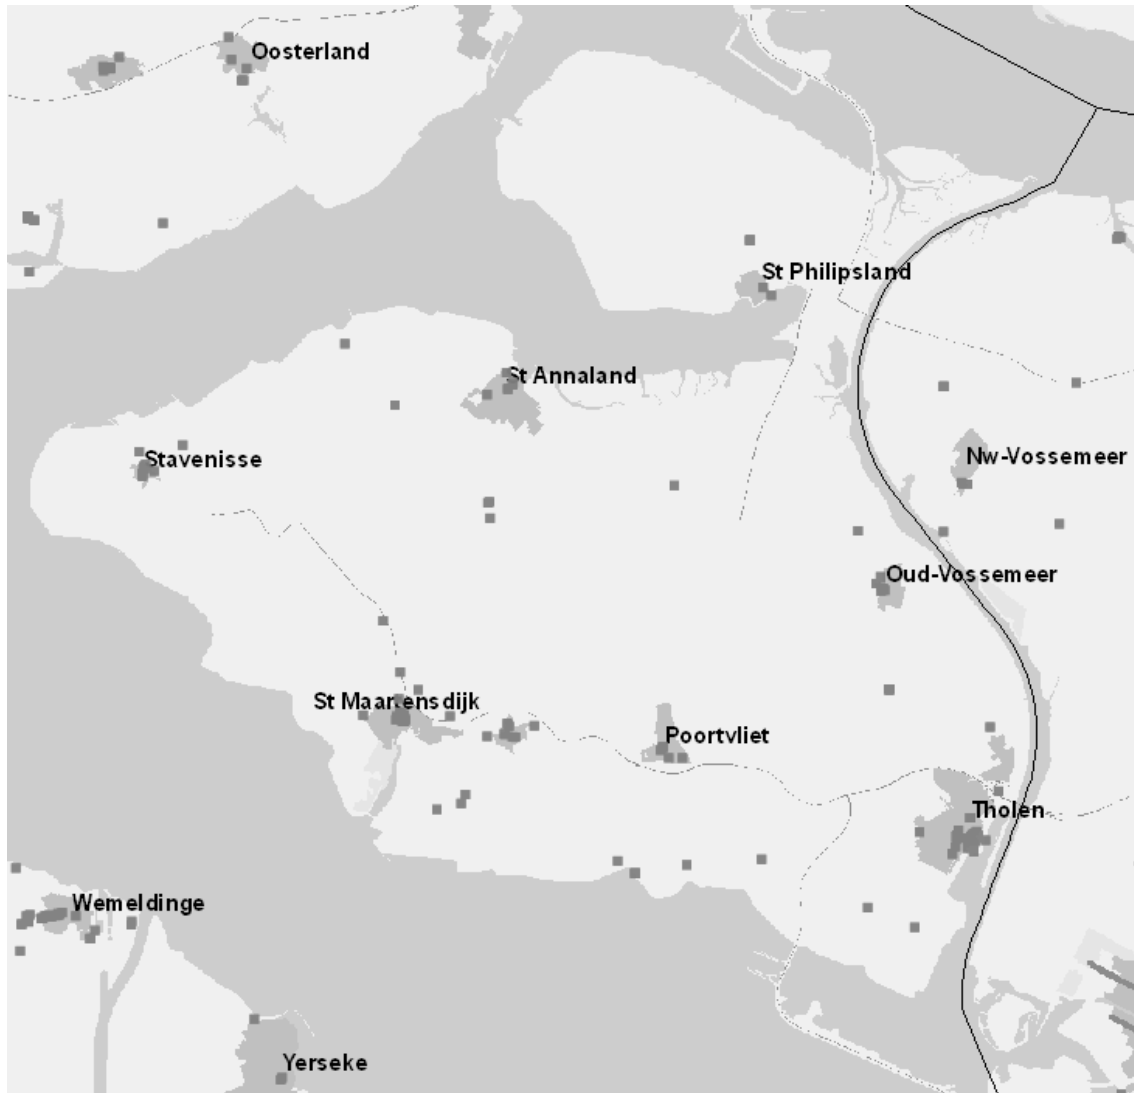 Oosterland
St Philipsland
St Annaland
Stavenisse
Nw-Vossemeer
Oud-Vossemeer
St Maartensdijk
Poortvliet
Tholen
Wemeldinge
Yerseke